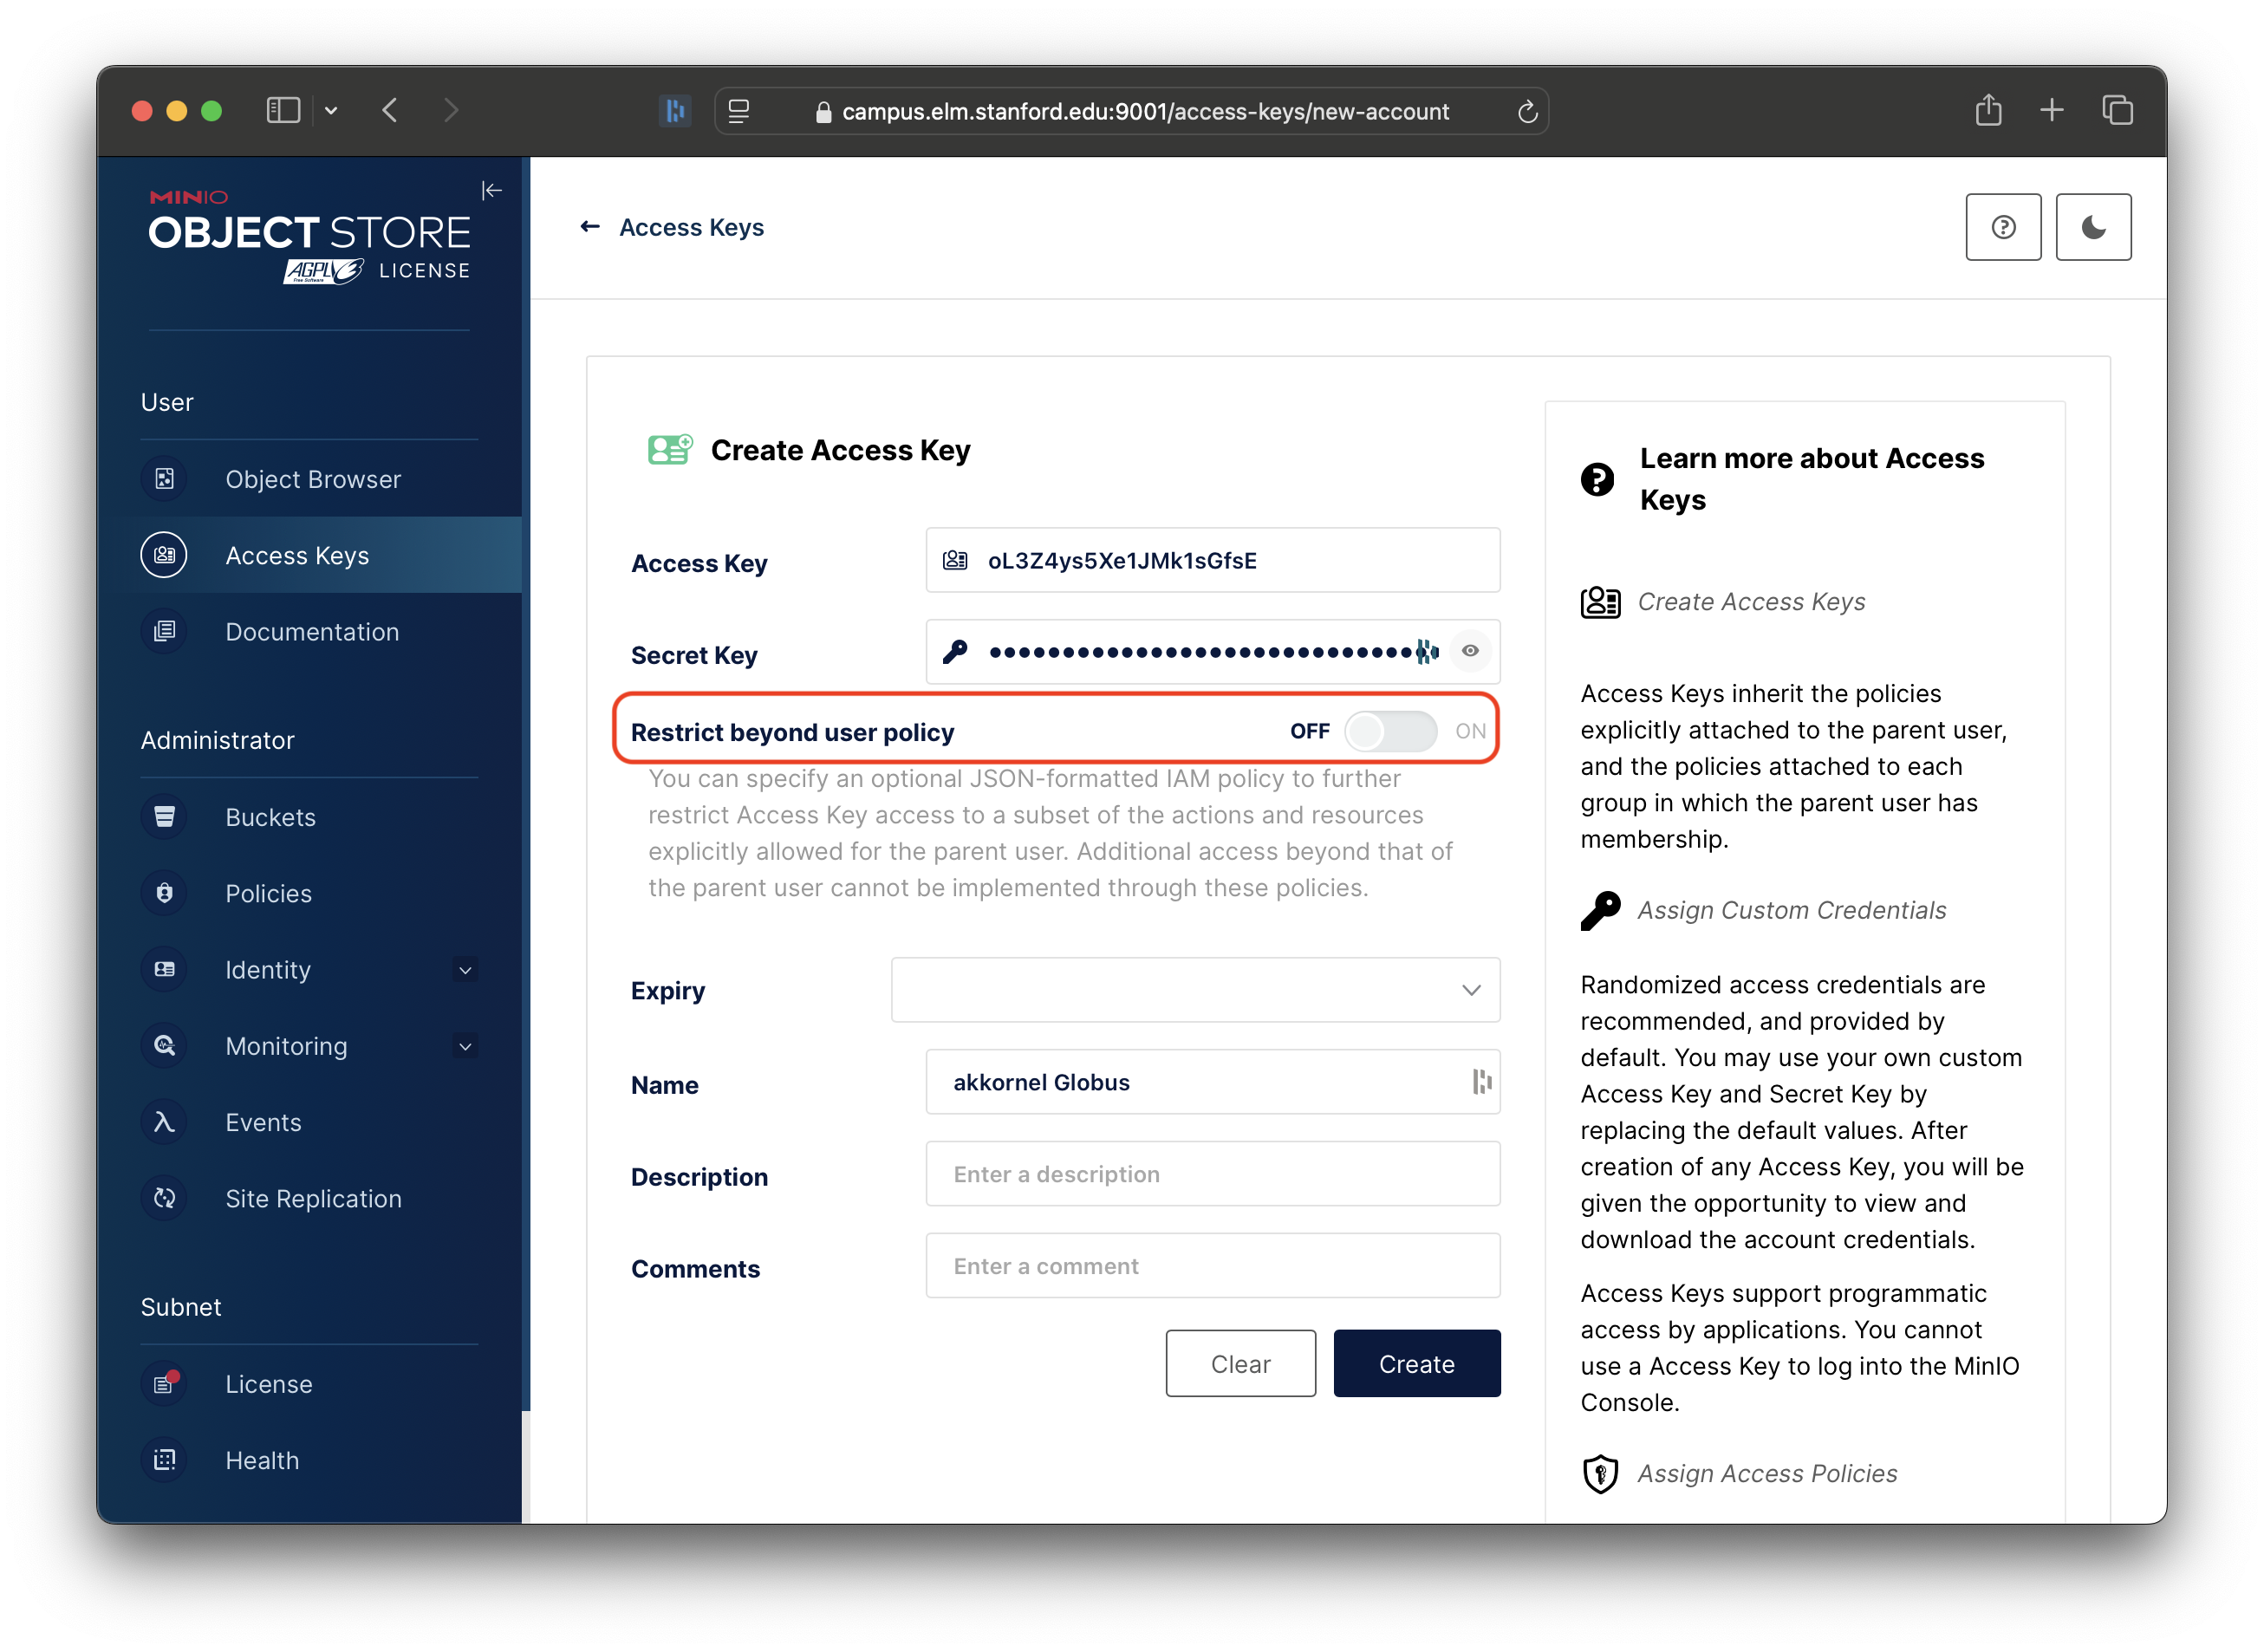 campus.elm.stanford.edu:9001/access-keys/new-account
MINIO
OBJECT STORE
AGPL v3 LICENSE
Free Software
User
Object Browser
Access Keys
Documentation
Administrator
Buckets
Policies
Identity
Monitoring
Events
Site Replication
Subnet
License
Health
← Access Keys
Create Access Key
Access Key
oL3Z4ys5Xe1JMk1sGfsE
Secret Key
Restrict beyond user policy
OFF
ON
You can specify an optional JSON-formatted IAM policy to further
restrict Access Key access to a subset of the actions and resources
explicitly allowed for the parent user. Additional access beyond that of
the parent user cannot be implemented through these policies.
Expiry
Name
akkornel Globus
Description
Enter a description
Comments
Enter a comment
Clear
Create
Learn more about Access
Keys
Create Access Keys
Access Keys inherit the policies
explicitly attached to the parent user,
and the policies attached to each
group in which the parent user has
membership.
Assign Custom Credentials
Randomized access credentials are
recommended, and provided by
default. You may use your own custom
Access Key and Secret Key by
replacing the default values. After
creation of any Access Key, you will be
given the opportunity to view and
download the account credentials.
Access Keys support programmatic
access by applications. You cannot
use a Access Key to log into the MinIO
Console.
Assign Access Policies